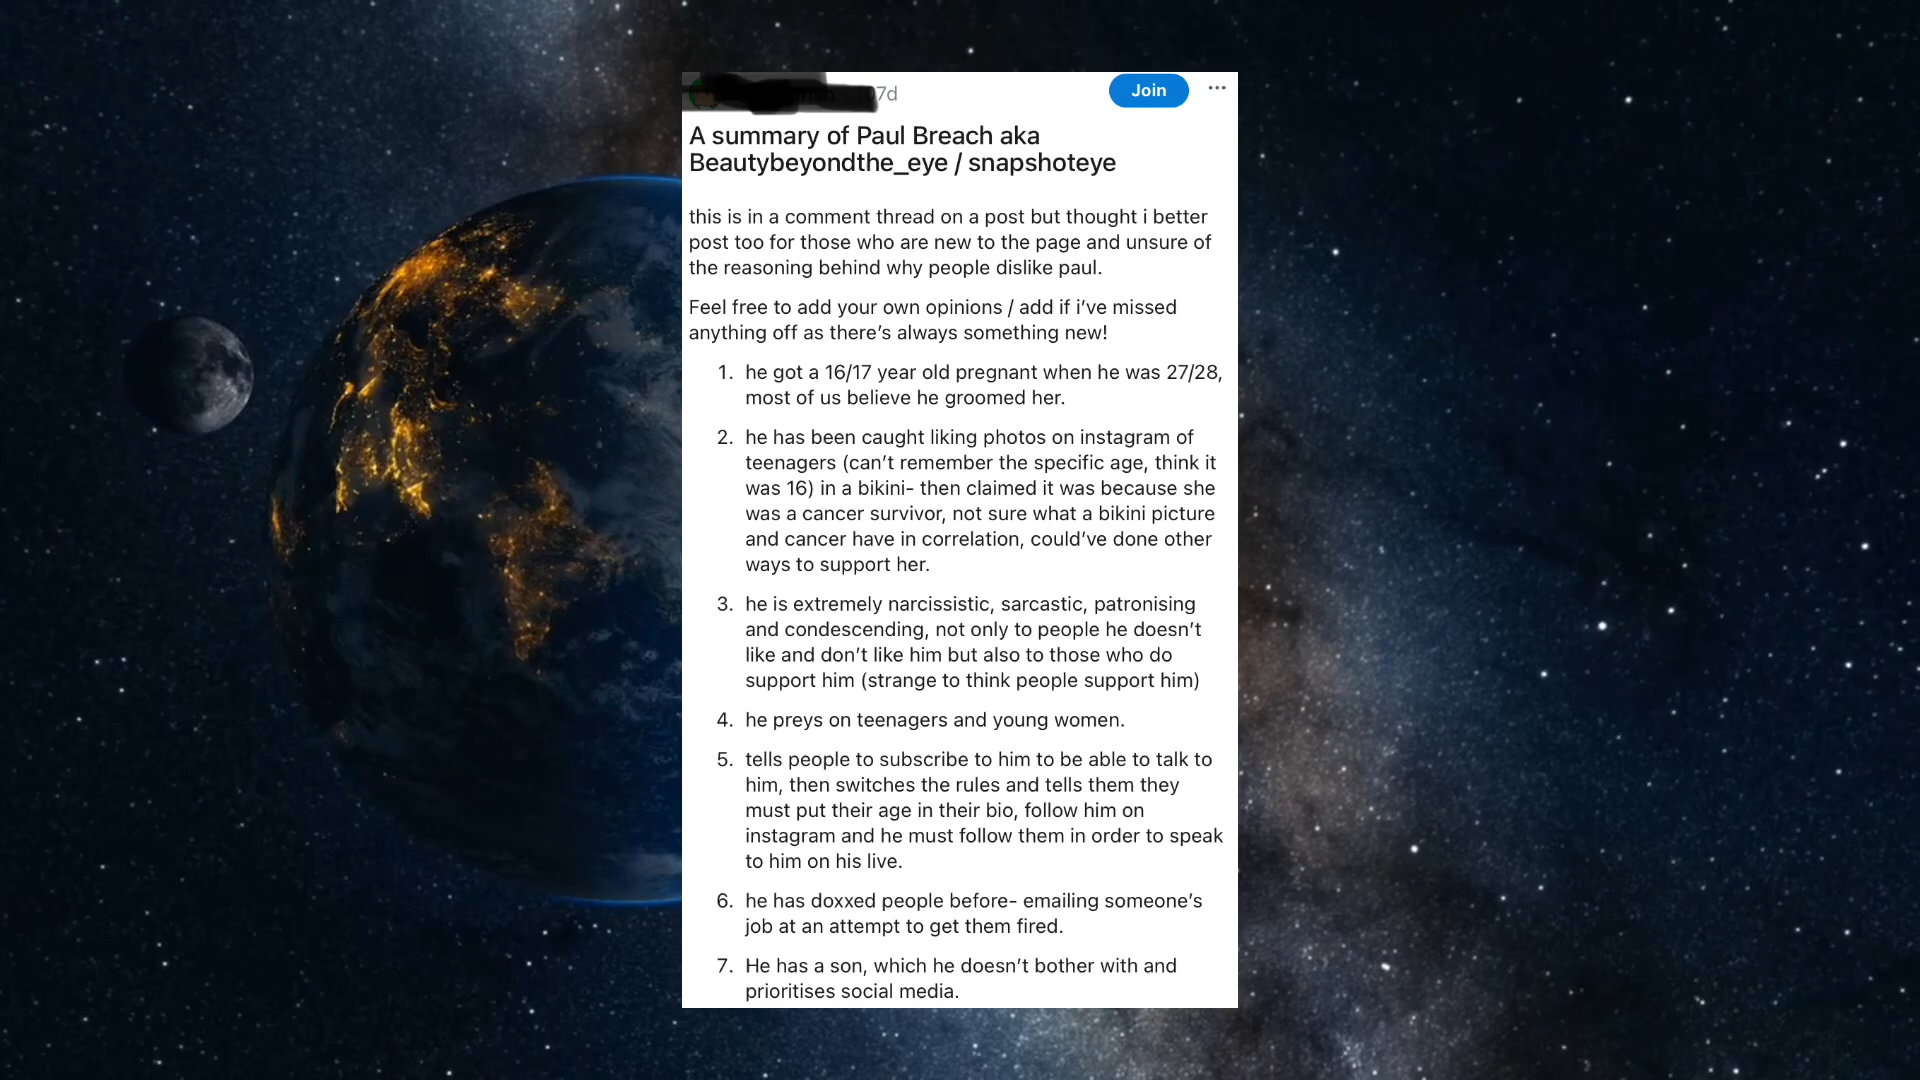 7d
Join
A summary of Paul Breach aka
Beautybeyondthe_eye / snapshoteye
this is in a comment thread on a post but thought i better
post too for those who are new to the page and unsure of
the reasoning behind why people dislike paul.
Feel free to add your own opinions / add if i’ve missed
anything off as there’s always something new!
1. he got a 16/17 year old pregnant when he was 27/28,
most of us believe he groomed her.
2. he has been caught liking photos on instagram of
teenagers (can’t remember the specific age, think it
was 16) in a bikini- then claimed it was because she
was a cancer survivor, not sure what a bikini picture
and cancer have in correlation, could’ve done other
ways to support her.
3. he is extremely narcissistic, sarcastic, patronising
and condescending, not only to people he doesn’t
like and don’t like him but also to those who do
support him (strange to think people support him)
4. he preys on teenagers and young women.
5. tells people to subscribe to him to be able to talk to
him, then switches the rules and tells them they
must put their age in their bio, follow him on
instagram and he must follow them in order to speak
to him on his live.
6. he has doxxed people before- emailing someone’s
job at an attempt to get them fired.
7. He has a son, which he doesn’t bother with and
prioritises social media.